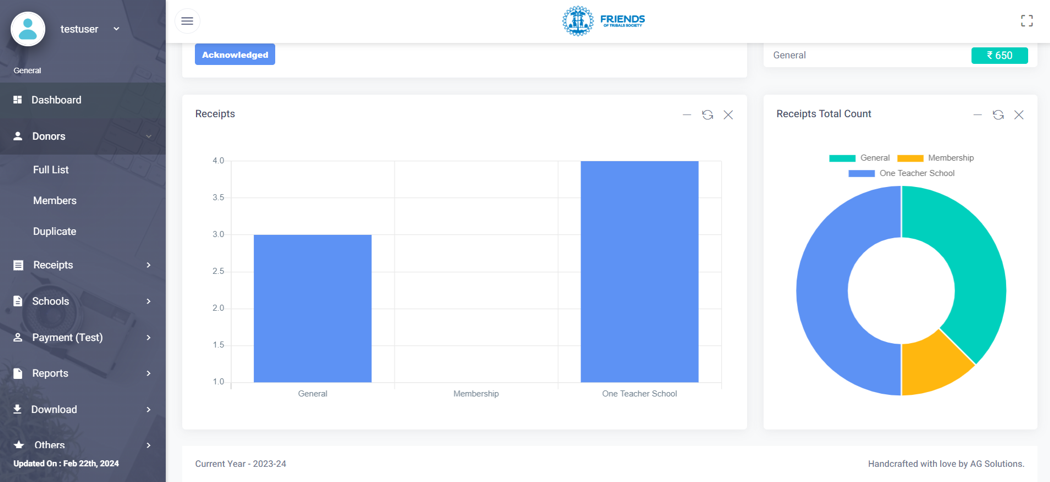 testuser
General
Dashboard
Donors
Full List
Members
Duplicate
Receipts
Schools
Payment (Test)
Reports
Download
Others
Updated On : Feb 22th, 2024
FRIENDS
OF TRIBALS SOCIETY
Acknowledged
General
₹ 650
Receipts
4.0
3.5
3.0
2.5
2.0
1.5
1.0
General
Membership
One Teacher School
Receipts Total Count
General
Membership
One Teacher School
Current Year - 2023-24
Handcrafted with love by AG Solutions.